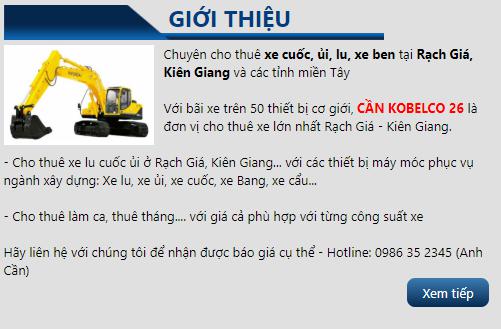 GIỚI THIỆU
Chuyên cho thuê xe cuốc, ủi, lu, xe ben tại Rạch Giá,
Kiên Giang và các tỉnh miền Tây
Với bãi xe trên 50 thiết bị cơ giới, CẦN KOBELCO 26 là
đơn vị cho thuê xe lớn nhất Rạch Giá - Kiên Giang.
- Cho thuê xe lu cuốc ủi ở Rạch Giá, Kiên Giang... với các thiết bị máy móc phục vụ
ngành xây dựng: Xe lu, xe ủi, xe cuốc, xe Bang, xe cẩu...
- Cho thuê làm ca, thuê tháng.... với giá cả phù hợp với từng công suất xe
Hãy liên hệ với chúng tôi để nhận được báo giá cụ thể - Hotline: 0986 35 2345 (Anh
Cần)
Xem tiếp